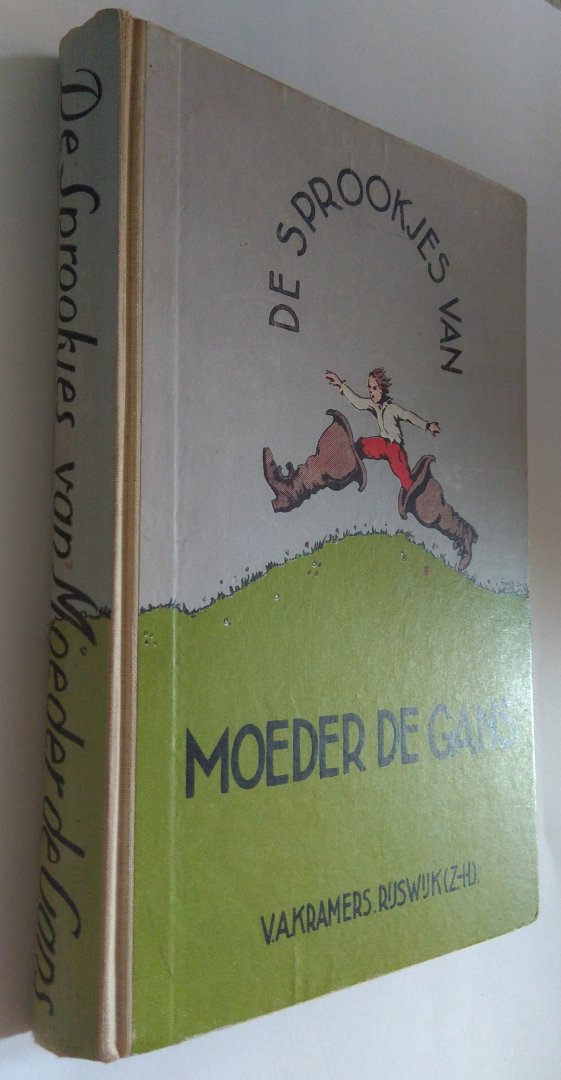 De Sprookjes van Moeder de Gans
DE SPROOKJES VAN
MOEDER DE GANS
V.A.KRAMERS. RIJSWIJK (Z-H).